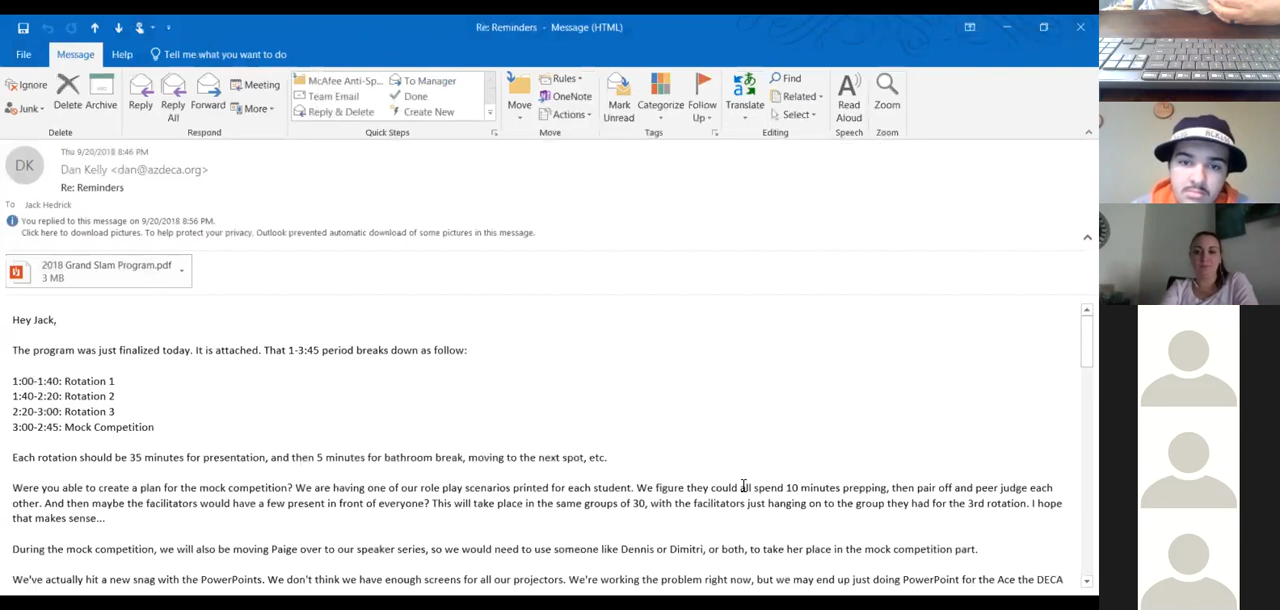 Re: Reminders - Message (HTML)
File Message Help Tell me what you want to do
Ignore
Junk
Delete
Archive
Delete
Reply
Reply All
Forward
Meeting
More
Respond
McAfee Anti-Sp...
Team Email
Reply & Delete
To Manager
Done
Create New
Quick Steps
Move
Rules
OneNote
Actions
Move
Mark Unread
Categorize
Follow Up
Tags
Translate
Find
Related
Select
Editing
Read Aloud
Speech
Zoom
Zoom
DK
Thu 9/20/2018 8:46 PM
Dan Kelly <dan@azdeca.org>
Re: Reminders
To Jack Hedrick
You replied to this message on 9/20/2018 8:56 PM.
Click here to download pictures. To help protect your privacy, Outlook prevented automatic download of some pictures in this message.
2018 Grand Slam Program.pdf
3 MB
Hey Jack,
The program was just finalized today. It is attached. That 1-3:45 period breaks down as follow:
1:00-1:40: Rotation 1
1:40-2:20: Rotation 2
2:20-3:00: Rotation 3
3:00-2:45: Mock Competition
Each rotation should be 35 minutes for presentation, and then 5 minutes for bathroom break, moving to the next spot, etc.
Were you able to create a plan for the mock competition? We are having one of our role play scenarios printed for each student. We figure they could all spend 10 minutes prepping, then pair off and peer judge each
other. And then maybe the facilitators would have a few present in front of everyone? This will take place in the same groups of 30, with the facilitators just hanging on to the group they had for the 3rd rotation. I hope
that makes sense...
During the mock competition, we will also be moving Paige over to our speaker series, so we would need to use someone like Dennis or Dimitri, or both, to take her place in the mock competition part.
We've actually hit a new snag with the PowerPoints. We don't think we have enough screens for all our projectors. We're working the problem right now, but we may end up just doing PowerPoint for the Ace the DECA